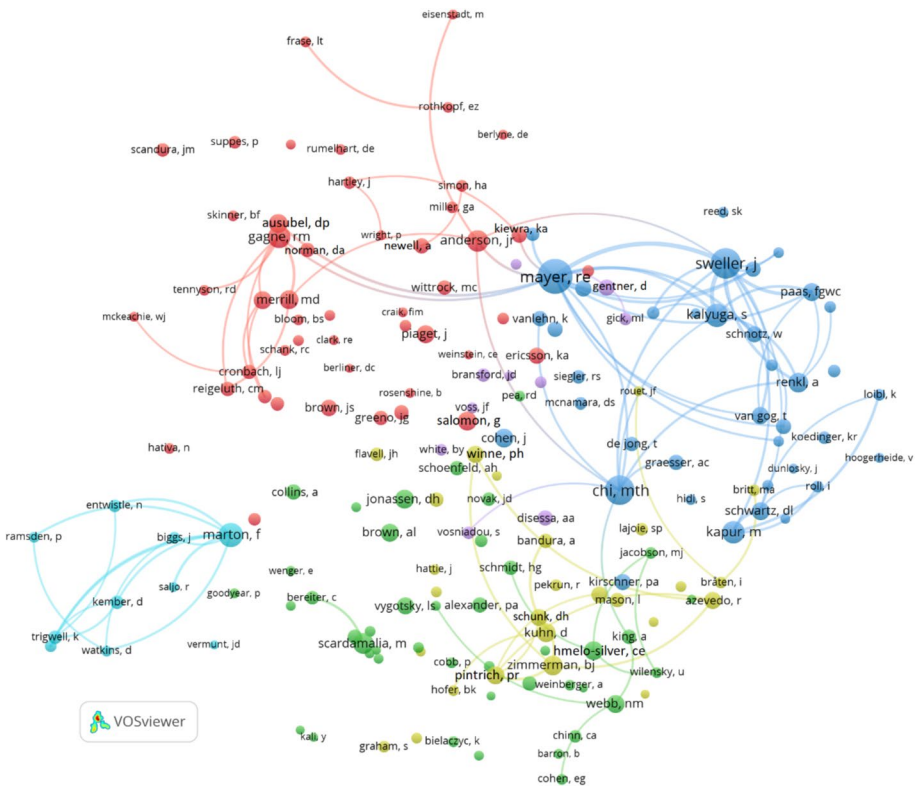 eisenstadt, m
frase, lt
rothkopf, ez
berlyne, de
suppes, p
scandura, jm
rumelhart, de
hartley, j
simon, ha
miller, ga
skinner, bf
reed, sk
ausubel, dp
gagne, rm
wright, p
kiewra, ka
anderson, jr
newell, a
norman, da
sweller, j
mayer, re
gentner, d
tennyson, rd
wittrock, mc
paas, fgwc
merrill, md
craik, fim
mckeachie, wj
bloom, bs
vanlehn, k
gick, ml
kalyuga, s
piaget, j
schnotz, w
clark, re
schank, rc
weinstein, ce
ericsson, ka
berliner, dc
cronbach, lj
bransford, jd
siegler, rs
renkl, a
reigeluth, cm
rosenshine, b
pea, rd
rouet, jf
loibl, k
brown, js
voss, jf
mcnamara, ds
greeno, jg
salomon, g
van gog, t
cohen, j
koedinger, kr
hativa, n
white, by
de jong, t
flavell, jh
winne, ph
hoogerheide, v
graesser, ac
schoenfeld, ah
dunlosky, j
collins, a
chi, mth
britt, ma
roll, i
jonassen, dh
novak, jd
hidi, s
entwistle, n
schwartz, dl
disessa, aa
lajoie, sp
ramsden, p
biggs, j
marton, f
brown, al
vosniadou, s
bandura, a
kapur, m
jacobson, mj
wenger, e
hattie, j
schmidt, hg
pekrun, r
kirschner, pa
bråten, i
saljo, r
goodyear, p
bereiter, c
mason, l
azevedo, r
kember, d
vygotsky, ls
alexander, pa
schunk, dh
kuhn, d
king, a
trigwell, k
watkins, d
vermunt, jd
scardamalia, m
hmelo-silver, ce
cobb, p
zimmerman, bj
wilensky, u
pintrich, pr
weinberger, a
hofer, bk
webb, nm
VOSviewer
kali, y
graham, s
bielaczyc, k
chinn, ca
barron, b
cohen, eg